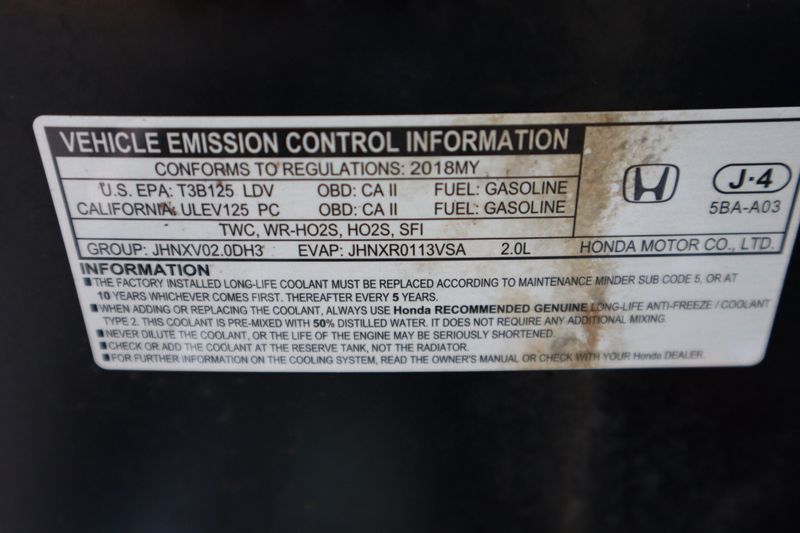 VEHICLE EMISSION CONTROL INFORMATION
CONFORMS TO REGULATIONS: 2018MY
U.S. EPA: T3B125 LDV OBD: CA II FUEL: GASOLINE
CALIFORNIA: ULEV125 PC OBD: CA II FUEL: GASOLINE
TWC, WR-HO2S, HO2S, SFI
GROUP: JHNXV02.0DH3 EVAP: JHNXR0113VSA 2.0L
J-4
5BA-A03
HONDA MOTOR CO., LTD.
INFORMATION
■THE FACTORY INSTALLED LONG-LIFE COOLANT MUST BE REPLACED ACCORDING TO MAINTENANCE MINDER SUB CODE 5, OR AT
10 YEARS WHICHEVER COMES FIRST. THEREAFTER EVERY 5 YEARS.
■WHEN ADDING OR REPLACING THE COOLANT, ALWAYS USE Honda RECOMMENDED GENUINE LONG-LIFE ANTI-FREEZE / COOLANT
TYPE 2. THIS COOLANT IS PRE-MIXED WITH 50% DISTILLED WATER. IT DOES NOT REQUIRE ANY ADDITIONAL MIXING.
■NEVER DILUTE THE COOLANT, OR THE LIFE OF THE ENGINE MAY BE SERIOUSLY SHORTENED.
■CHECK OR ADD THE COOLANT AT THE RESERVE TANK, NOT THE RADIATOR.
■FOR FURTHER INFORMATION ON THE COOLING SYSTEM, READ THE OWNER'S MANUAL OR CHECK WITH YOUR Honda DEALER.